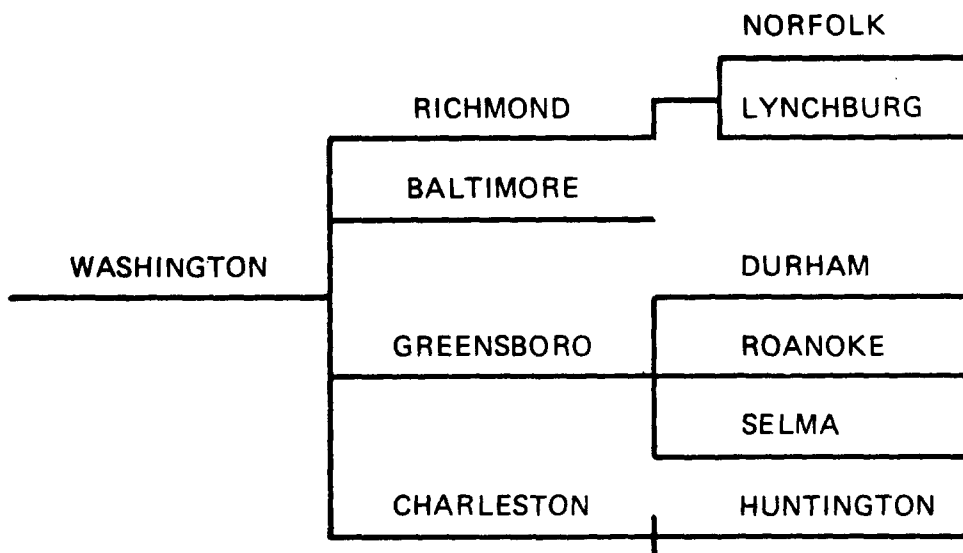 NORFOLK
RICHMOND
LYNCHBURG
BALTIMORE
WASHINGTON
DURHAM
GREENSBORO
ROANOKE
SELMA
CHARLESTON
HUNTINGTON